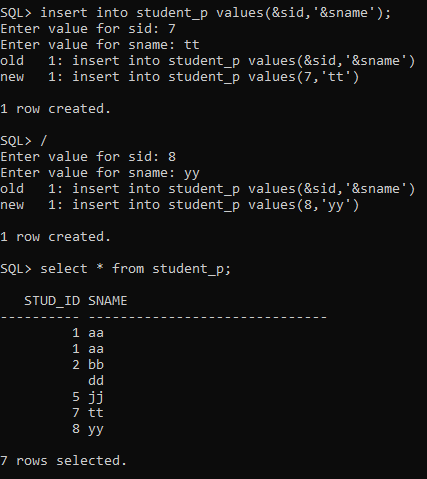 SQL> insert into student_p values(&sid,'&sname');
Enter value for sid: 7
Enter value for sname: tt
old   1: insert into student_p values(&sid,'&sname')
new   1: insert into student_p values(7,'tt')
1 row created.
SQL> /
Enter value for sid: 8
Enter value for sname: yy
old   1: insert into student_p values(&sid,'&sname')
new   1: insert into student_p values(8,'yy')
1 row created.
SQL> select * from student_p;
   STUD_ID SNAME
---------- ------------------------------
         1 aa
         1 aa
         2 bb
           dd
         5 jj
         7 tt
         8 yy
7 rows selected.